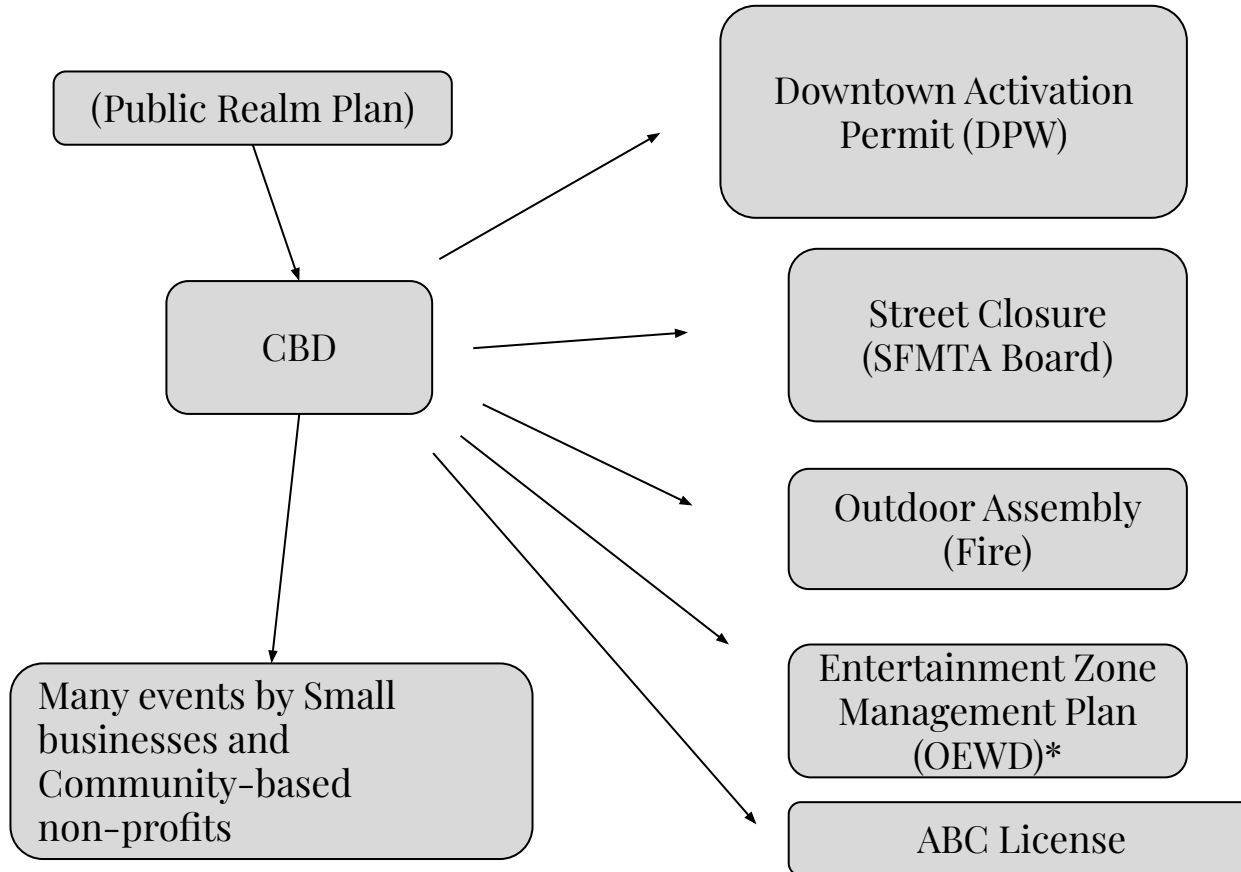 (Public Realm Plan)
Downtown Activation
Permit (DPW)
CBD
Street Closure
(SFMTA Board)
Outdoor Assembly
(Fire)
Entertainment Zone
Management Plan
(OEWD)*
Many events by Small
businesses and
Community-based
non-profits
ABC License